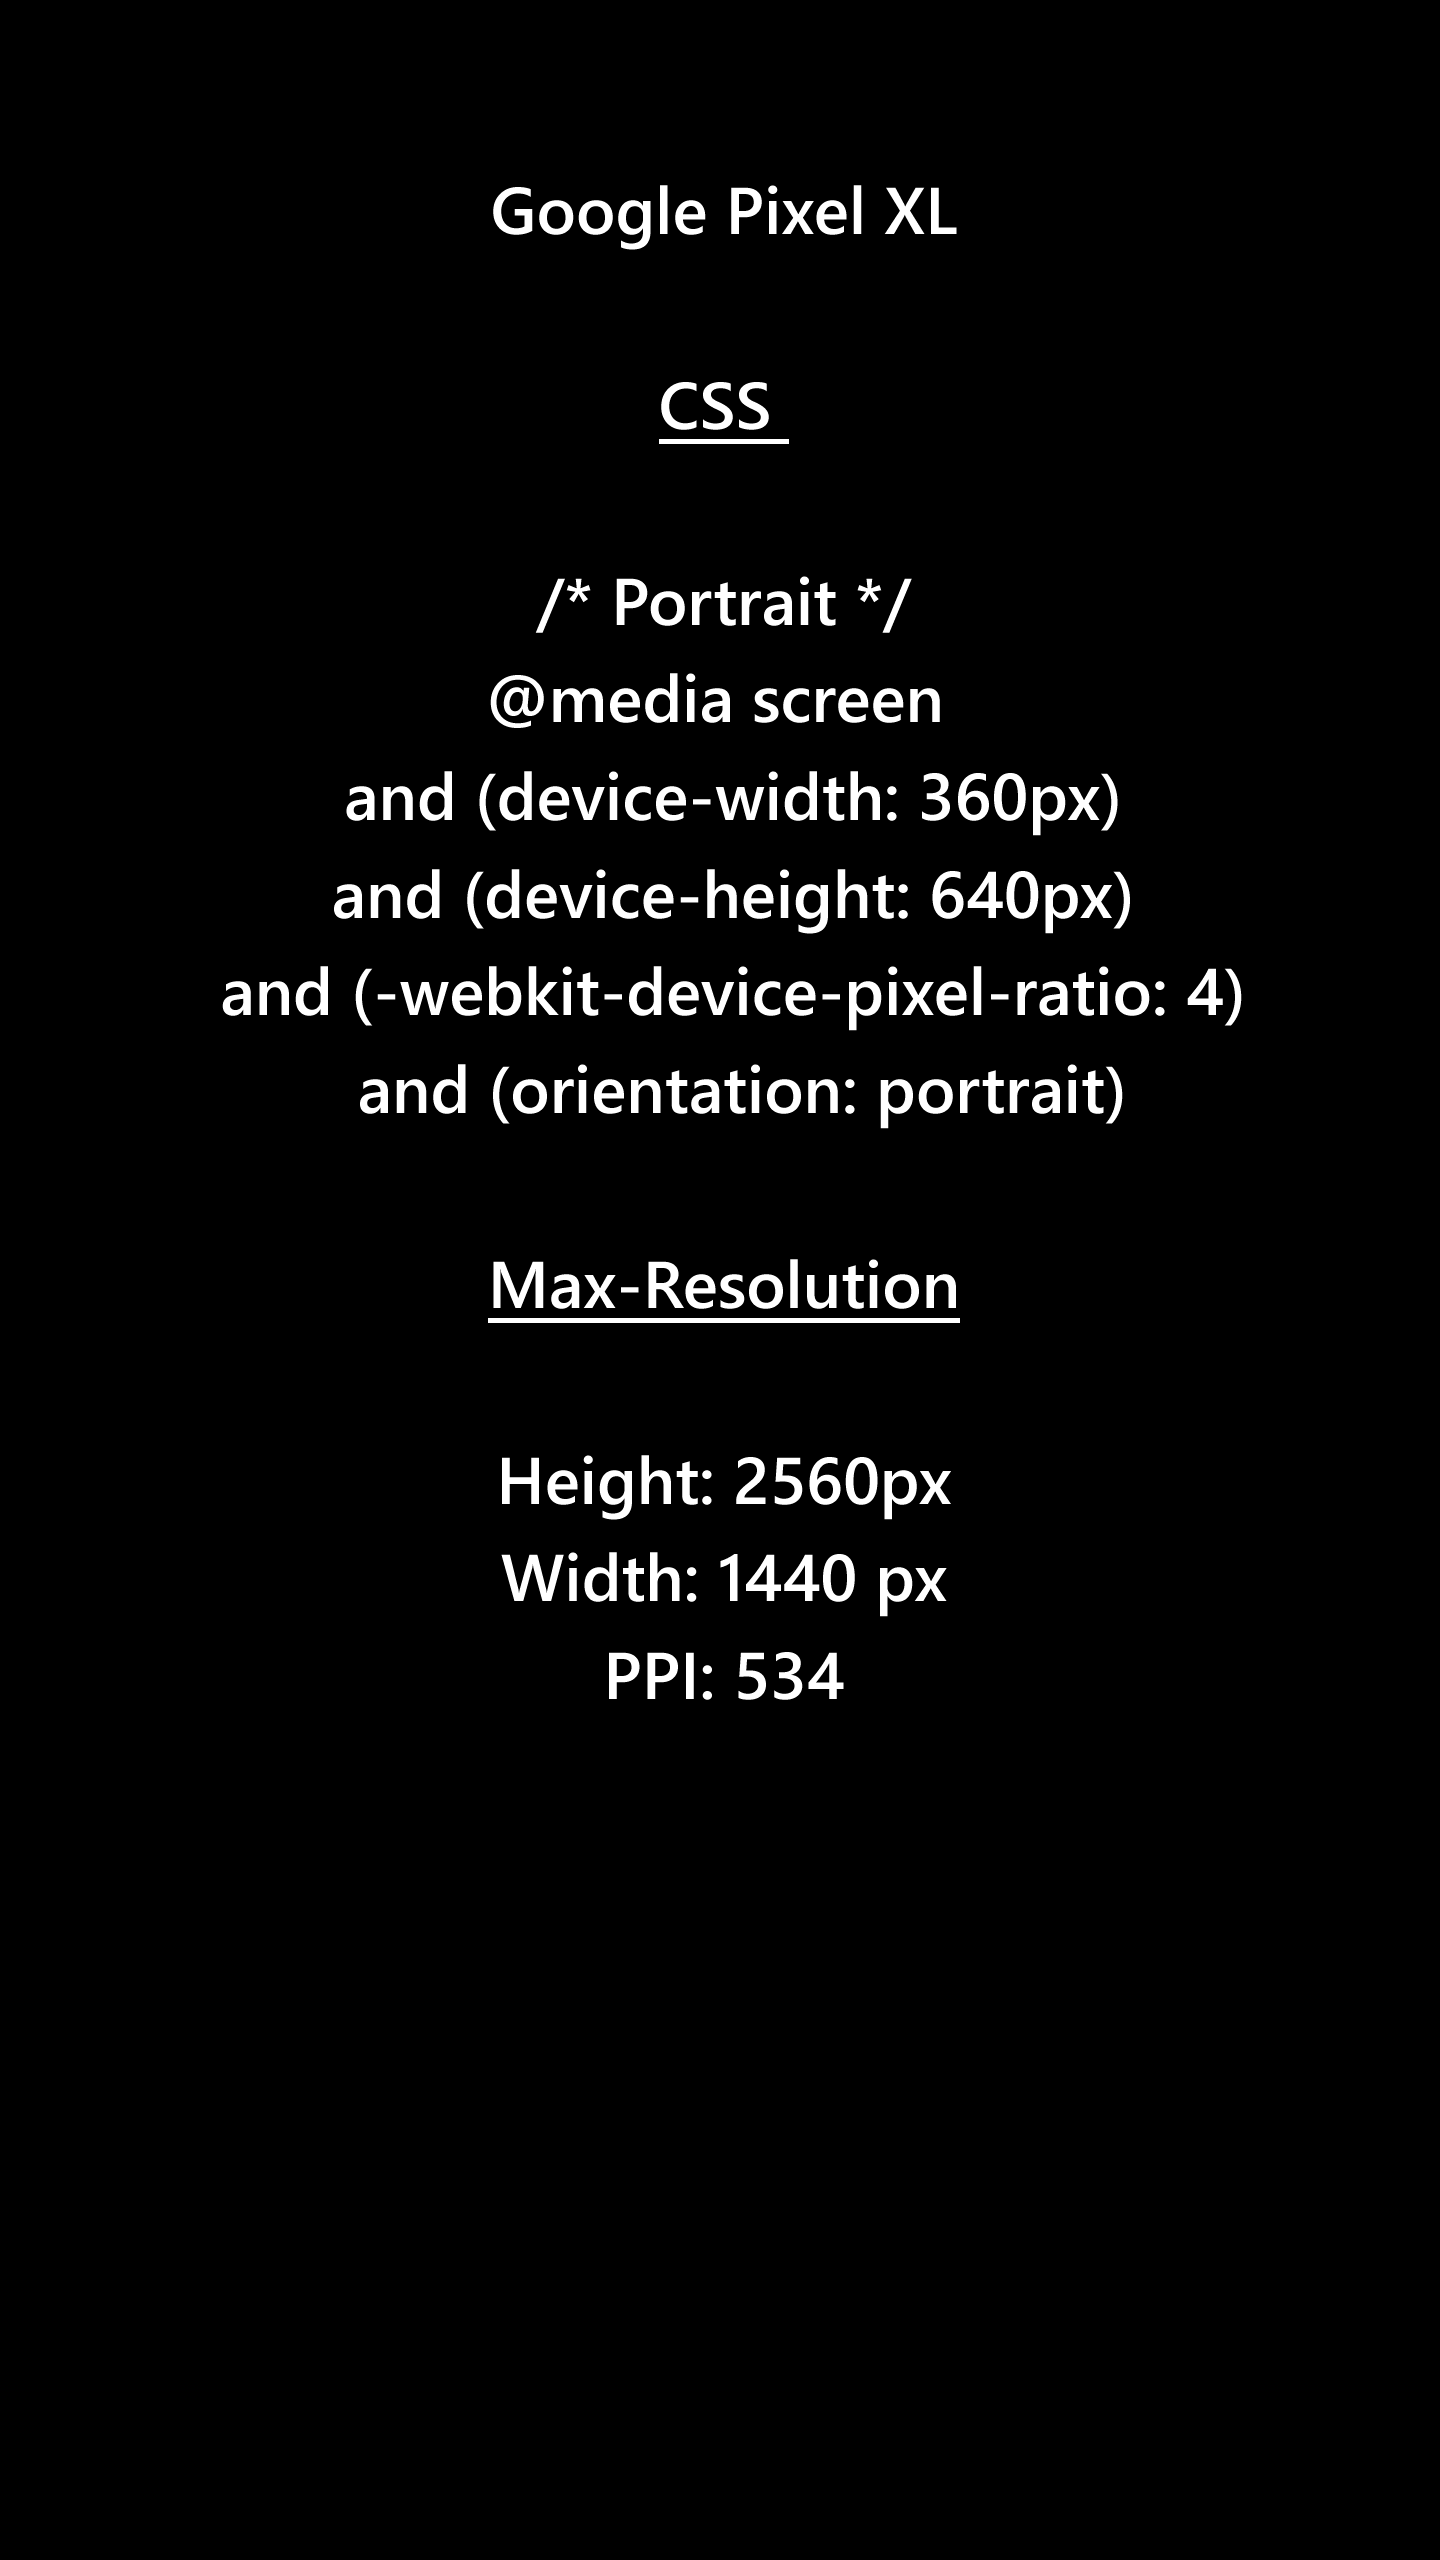 Google Pixel XL
CSS
/* Portrait */
@media screen
and (device-width: 360px)
and (device-height: 640px)
and (-webkit-device-pixel-ratio: 4)
and (orientation: portrait)
Max-Resolution
Height: 2560px
Width: 1440 px
PPI: 534